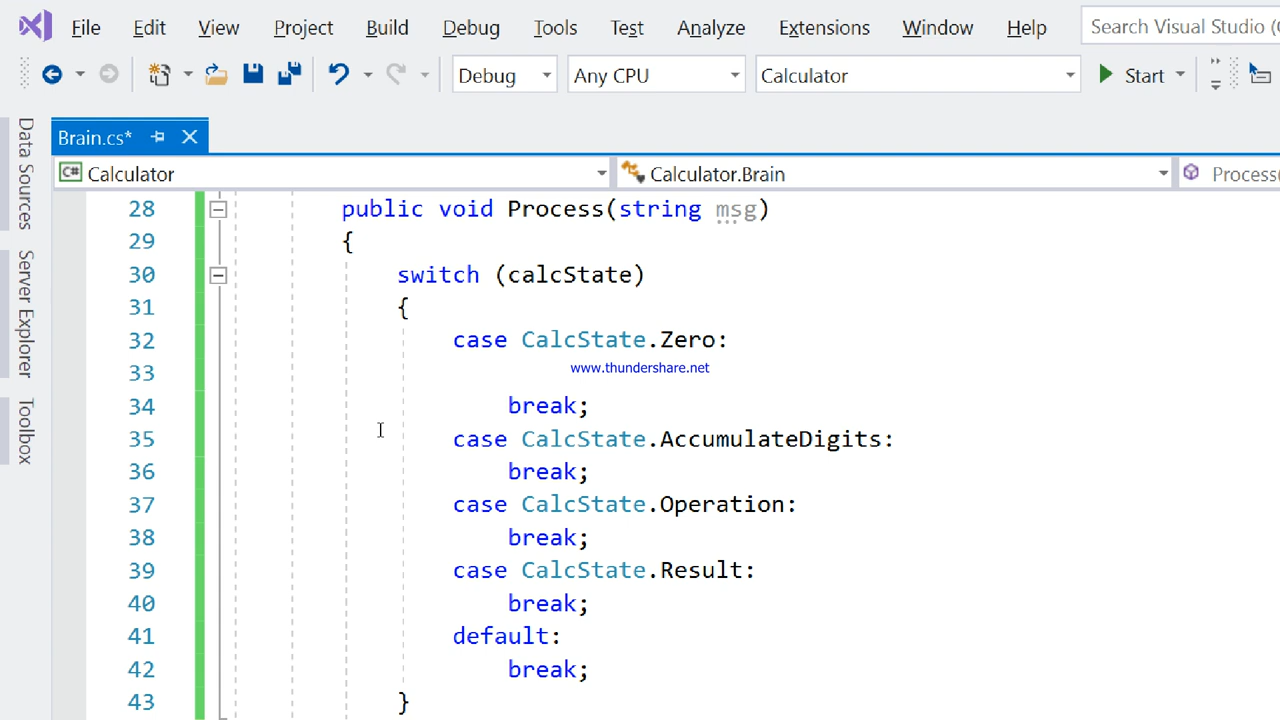 File Edit View Project Build Debug Tools Test Analyze Extensions Window Help Search Visual Studio (
Debug Any CPU Calculator Start
Data Sources
Server Explorer
Toolbox
Brain.cs*
C# Calculator Calculator.Brain Process(
28 public void Process(string msg)
29 {
30 switch (calcState)
31 {
32 case CalcState.Zero:
33
www.thundershare.net
34 break;
35 case CalcState.AccumulateDigits:
36 break;
37 case CalcState.Operation:
38 break;
39 case CalcState.Result:
40 break;
41 default:
42 break;
43 }